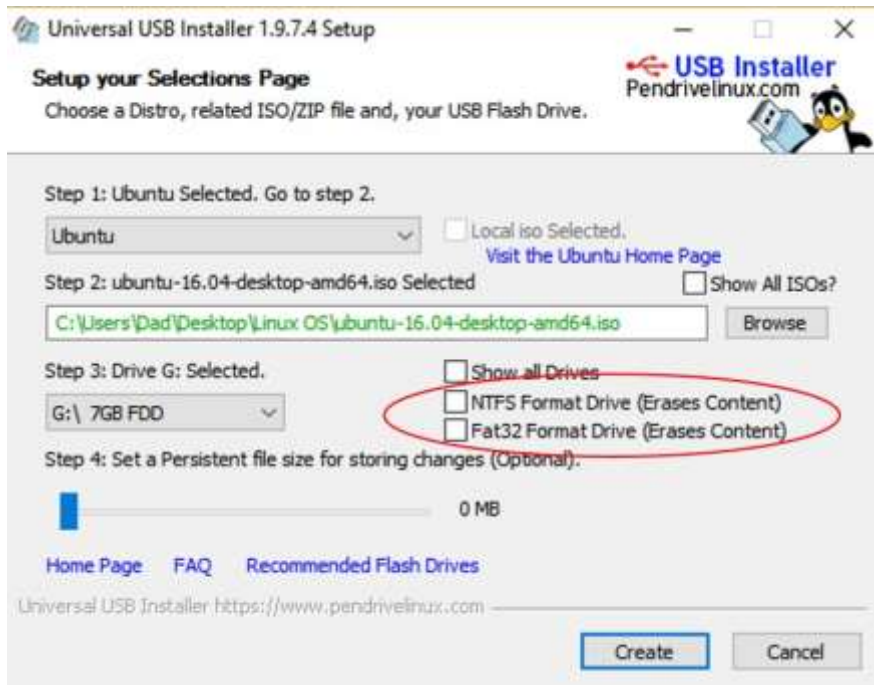 Universal USB Installer 1.9.7.4 Setup
Setup your Selections Page
Choose a Distro, related ISO/ZIP file and, your USB Flash Drive.
USB Installer
Pendrivelinux.com
Step 1: Ubuntu Selected. Go to step 2.
Ubuntu
Local iso Selected.
Visit the Ubuntu Home Page
Step 2: ubuntu-16.04-desktop-amd64.iso Selected
Show All ISOs?
C:\Users\Dad\Desktop\Linux OS\ubuntu-16.04-desktop-amd64.iso
Browse
Step 3: Drive G: Selected.
Show all Drives
G:\ 7GB FDD
NTFS Format Drive (Erases Content)
Fat32 Format Drive (Erases Content)
Step 4: Set a Persistent file size for storing changes (Optional).
0 MB
Home Page FAQ Recommended Flash Drives
Universal USB Installer https://www.pendrivelinux.com
Create Cancel